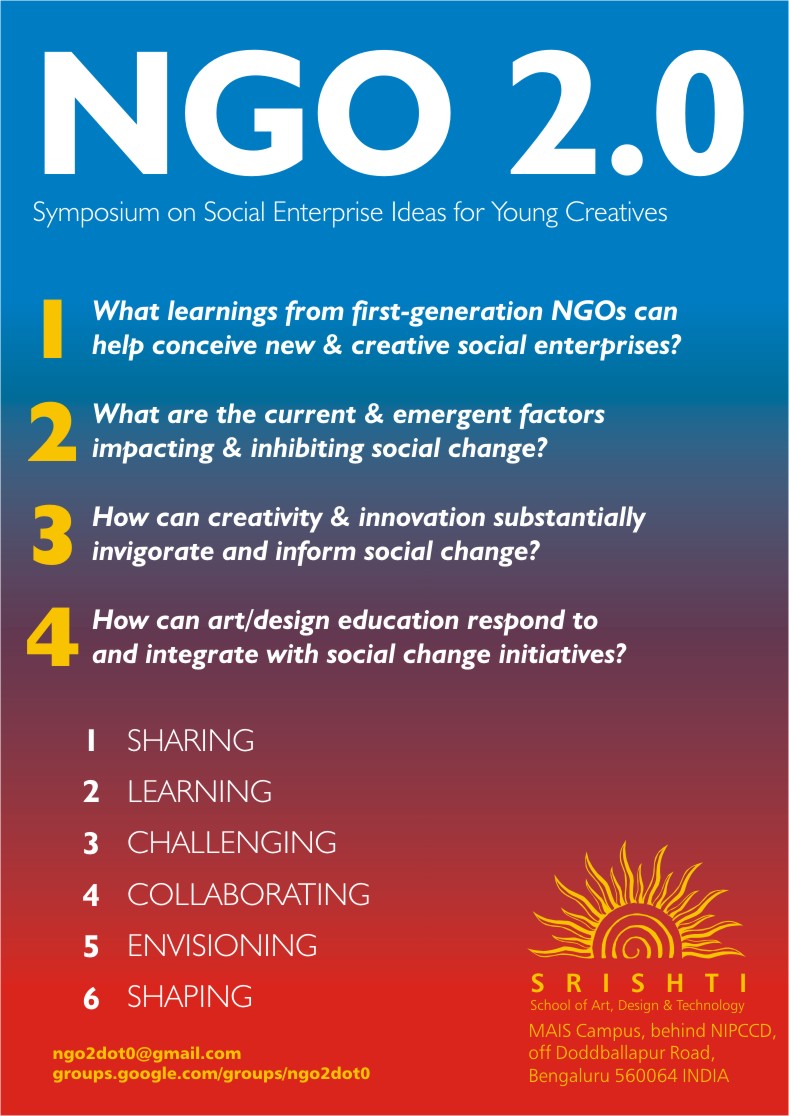 NGO 2.0
Symposium on Social Enterprise Ideas for Young Creatives
1 What learnings from first-generation NGOs can
help conceive new & creative social enterprises?
2 What are the current & emergent factors
impacting & inhibiting social change?
3 How can creativity & innovation substantially
invigorate and inform social change?
4 How can art/design education respond to
and integrate with social change initiatives?
1 SHARING
2 LEARNING
3 CHALLENGING
4 COLLABORATING
5 ENVISIONING
6 SHAPING
ngo2dot0@gmail.com
groups.google.com/groups/ngo2dot0
SRISHTI
School of Art, Design & Technology
MAIS Campus, behind NIPCCD,
off Doddballapur Road,
Bengaluru 560064 INDIA